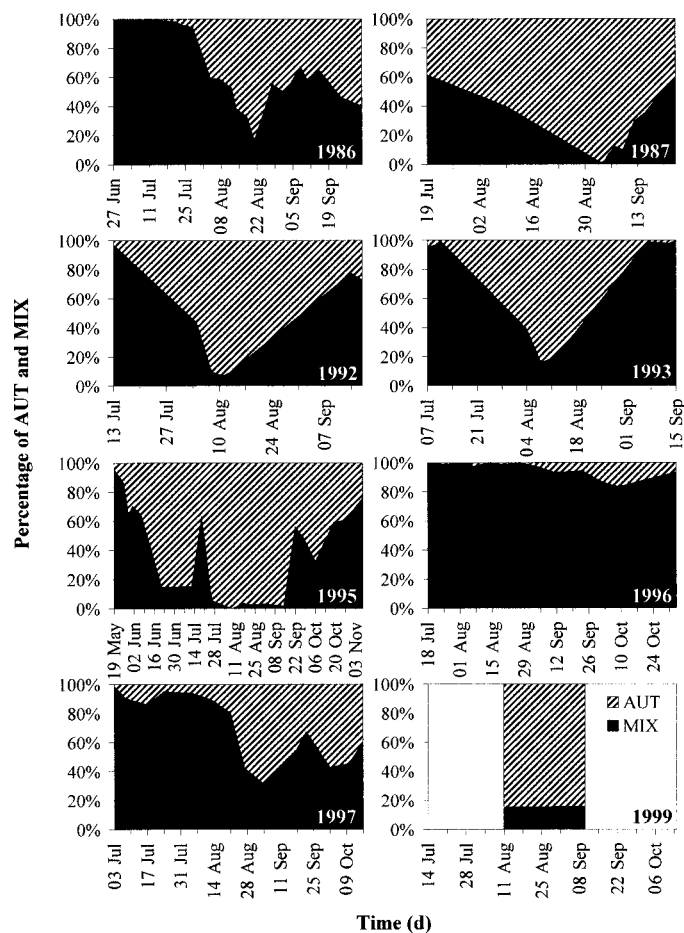 Percentage of AUT and MIX
100%
80%
60%
40%
20%
0%
1986
27 Jun
11 Jul
25 Jul
08 Aug
22 Aug
05 Sep
19 Sep
100%
80%
60%
40%
20%
0%
1987
19 Jul
02 Aug
16 Aug
30 Aug
13 Sep
100%
80%
60%
40%
20%
0%
1992
13 Jul
27 Jul
10 Aug
24 Aug
07 Sep
100%
80%
60%
40%
20%
0%
1993
07 Jul
21 Jul
04 Aug
18 Aug
01 Sep
15 Sep
100%
80%
60%
40%
20%
0%
1995
19 May
02 Jun
16 Jun
30 Jun
14 Jul
28 Jul
11 Aug
25 Aug
08 Sep
22 Sep
06 Oct
20 Oct
03 Nov
100%
80%
60%
40%
20%
0%
1996
18 Jul
01 Aug
15 Aug
29 Aug
12 Sep
26 Sep
10 Oct
24 Oct
100%
80%
60%
40%
20%
0%
1997
03 Jul
17 Jul
31 Jul
14 Aug
28 Aug
11 Sep
25 Sep
09 Oct
100%
80%
60%
40%
20%
0%
AUT
MIX
1999
14 Jul
28 Jul
11 Aug
25 Aug
08 Sep
22 Sep
06 Oct
Time (d)